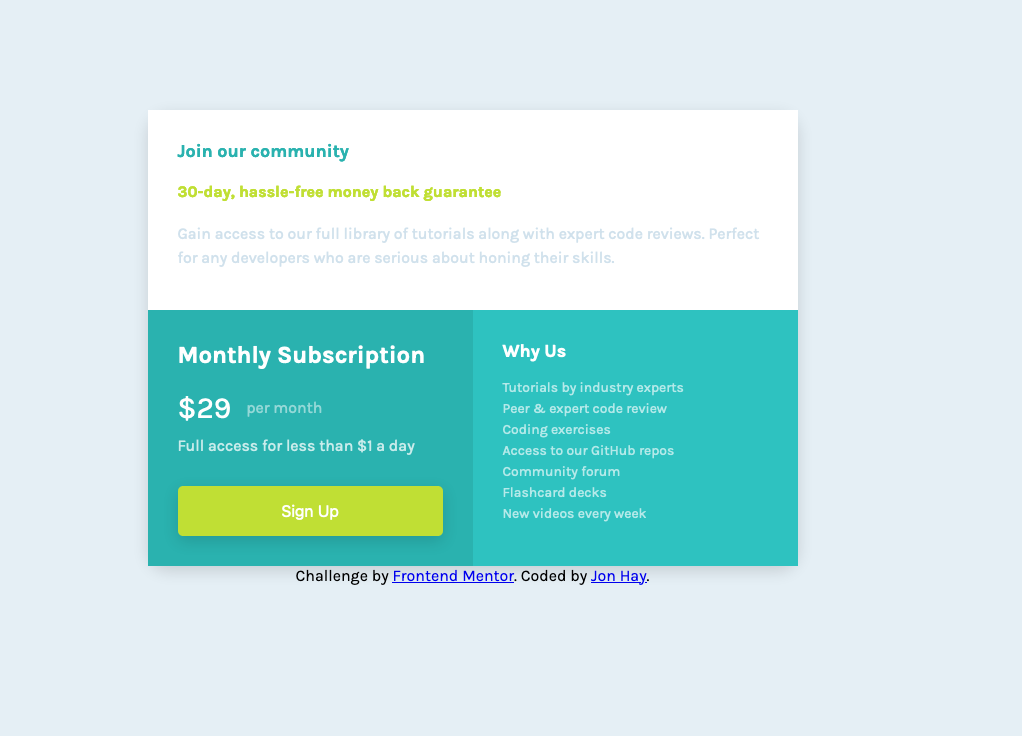 Join our community
30-day, hassle-free money back guarantee
Gain access to our full library of tutorials along with expert code reviews. Perfect
for any developers who are serious about honing their skills.
Monthly Subscription
$29 per month
Full access for less than $1 a day
Sign Up
Why Us
Tutorials by industry experts
Peer & expert code review
Coding exercises
Access to our GitHub repos
Community forum
Flashcard decks
New videos every week
Challenge by Frontend Mentor. Coded by Jon Hay.